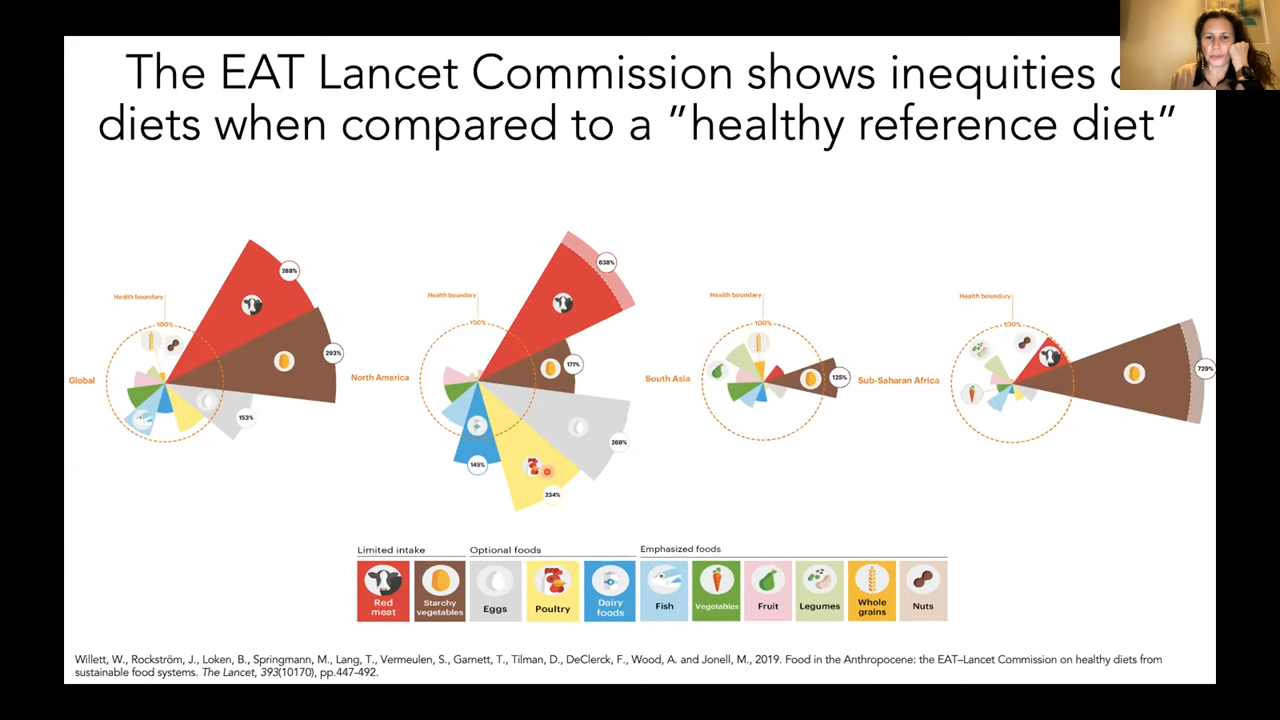 The EAT Lancet Commission shows inequities
diets when compared to a ”healthy reference diet”
Health boundary
100%
288%
293%
153%
Global
Health boundary
100%
638%
171%
268%
234%
145%
North America
Health boundary
100%
125%
South Asia
Health boundary
100%
729%
Sub-Saharan Africa
Limited intake
Optional foods
Emphasized foods
Red meat
Starchy vegetables
Eggs
Poultry
Dairy foods
Fish
Vegetables
Fruit
Legumes
Whole grains
Nuts
Willett, W., Rockström, J., Loken, B., Springmann, M., Lang, T., Vermeulen, S., Garnett, T., Tilman, D., DeClerck, F., Wood, A. and Jonell, M., 2019. Food in the Anthropocene: the EAT–Lancet Commission on healthy diets from
sustainable food systems. The Lancet, 393(10170), pp.447-492.